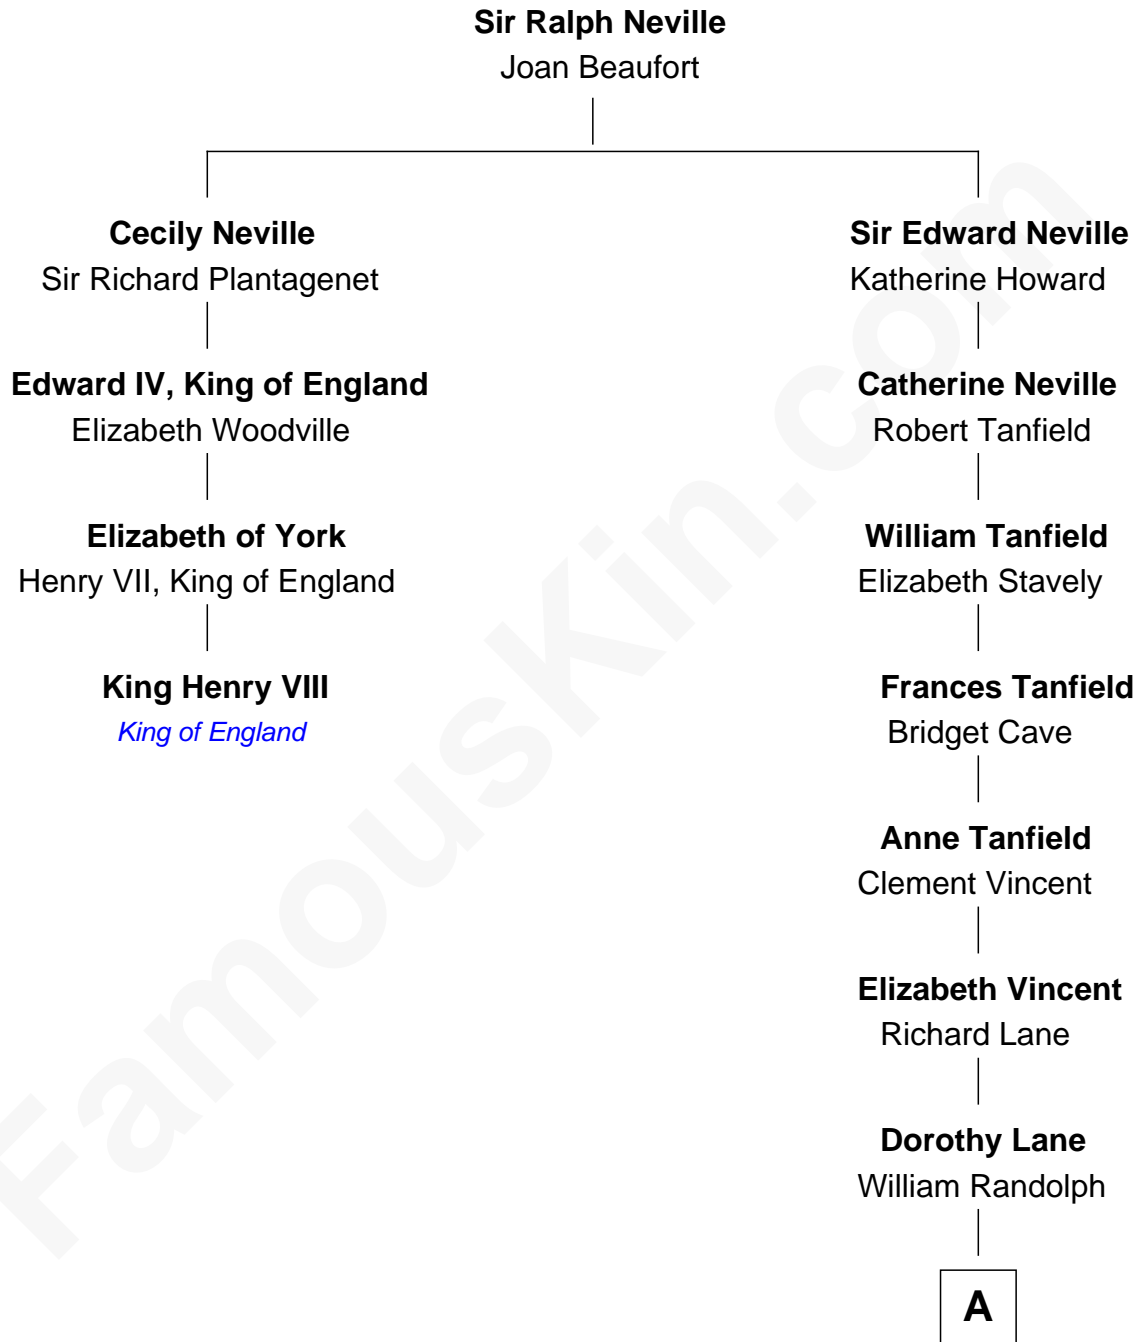 Sir Ralph Neville
Joan Beaufort
Cecily Neville
Sir Richard Plantagenet
Edward IV, King of England
Elizabeth Woodville
Elizabeth of York
Henry VII, King of England
King Henry VIII
King of England
Sir Edward Neville
Katherine Howard
Catherine Neville
Robert Tanfield
William Tanfield
Elizabeth Stavely
Frances Tanfield
Bridget Cave
Anne Tanfield
Clement Vincent
Elizabeth Vincent
Richard Lane
Dorothy Lane
William Randolph
A
FamousKin.com